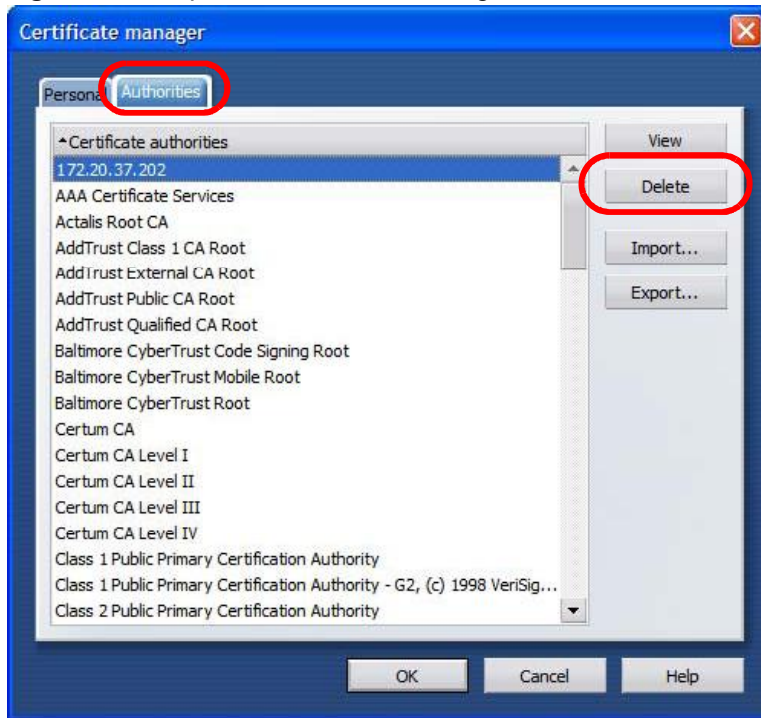 Certificate manager
Personal Authorities
Certificate authorities
View
172.20.37.202
Delete
AAA Certificate Services
Actalis Root CA
AddTrust Class 1 CA Root
Import...
AddTrust External CA Root
AddTrust Public CA Root
Export...
AddTrust Qualified CA Root
Baltimore CyberTrust Code Signing Root
Baltimore CyberTrust Mobile Root
Baltimore CyberTrust Root
Certum CA
Certum CA Level I
Certum CA Level II
Certum CA Level III
Certum CA Level IV
Class 1 Public Primary Certification Authority
Class 1 Public Primary Certification Authority - G2, (c) 1998 VeriSig...
Class 2 Public Primary Certification Authority
OK Cancel Help